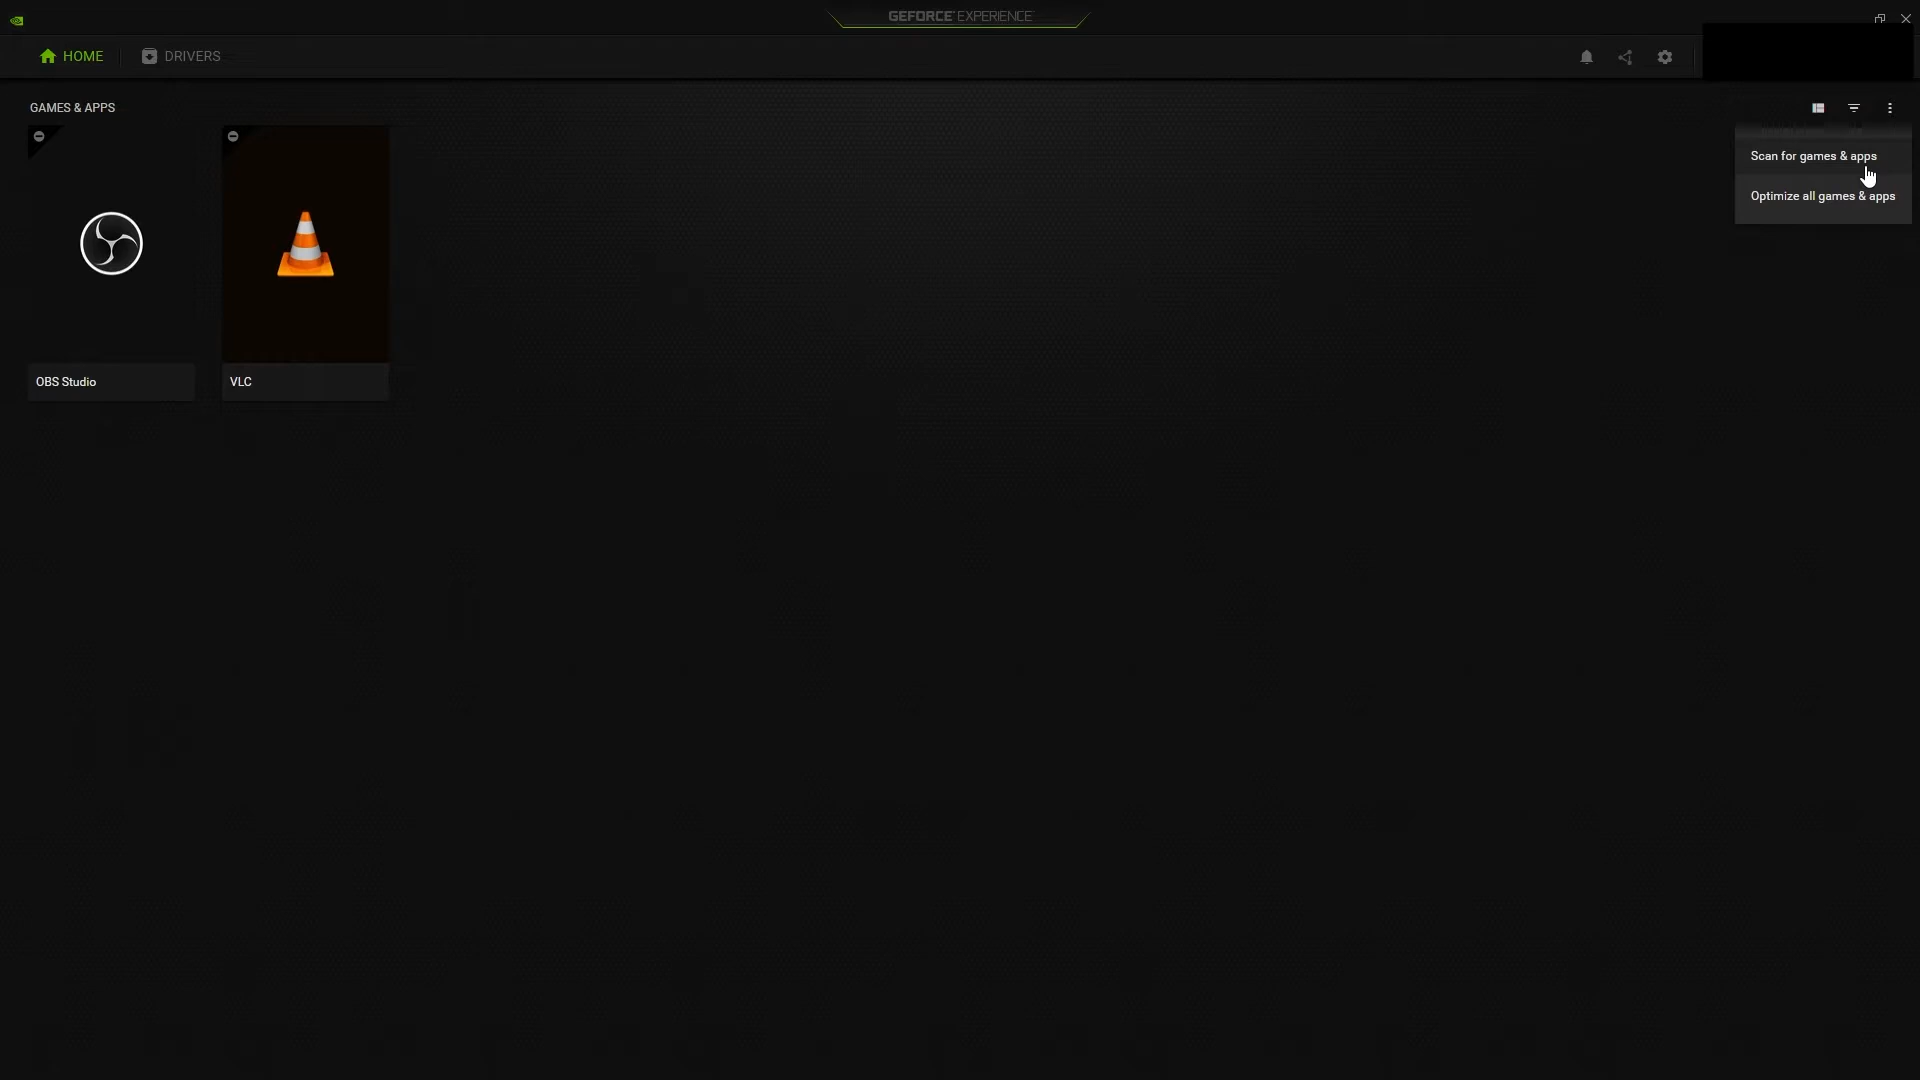 GEFORCE® EXPERIENCE
HOME
DRIVERS
GAMES & APPS
Scan for games & apps
Optimize all games & apps
OBS Studio
VLC